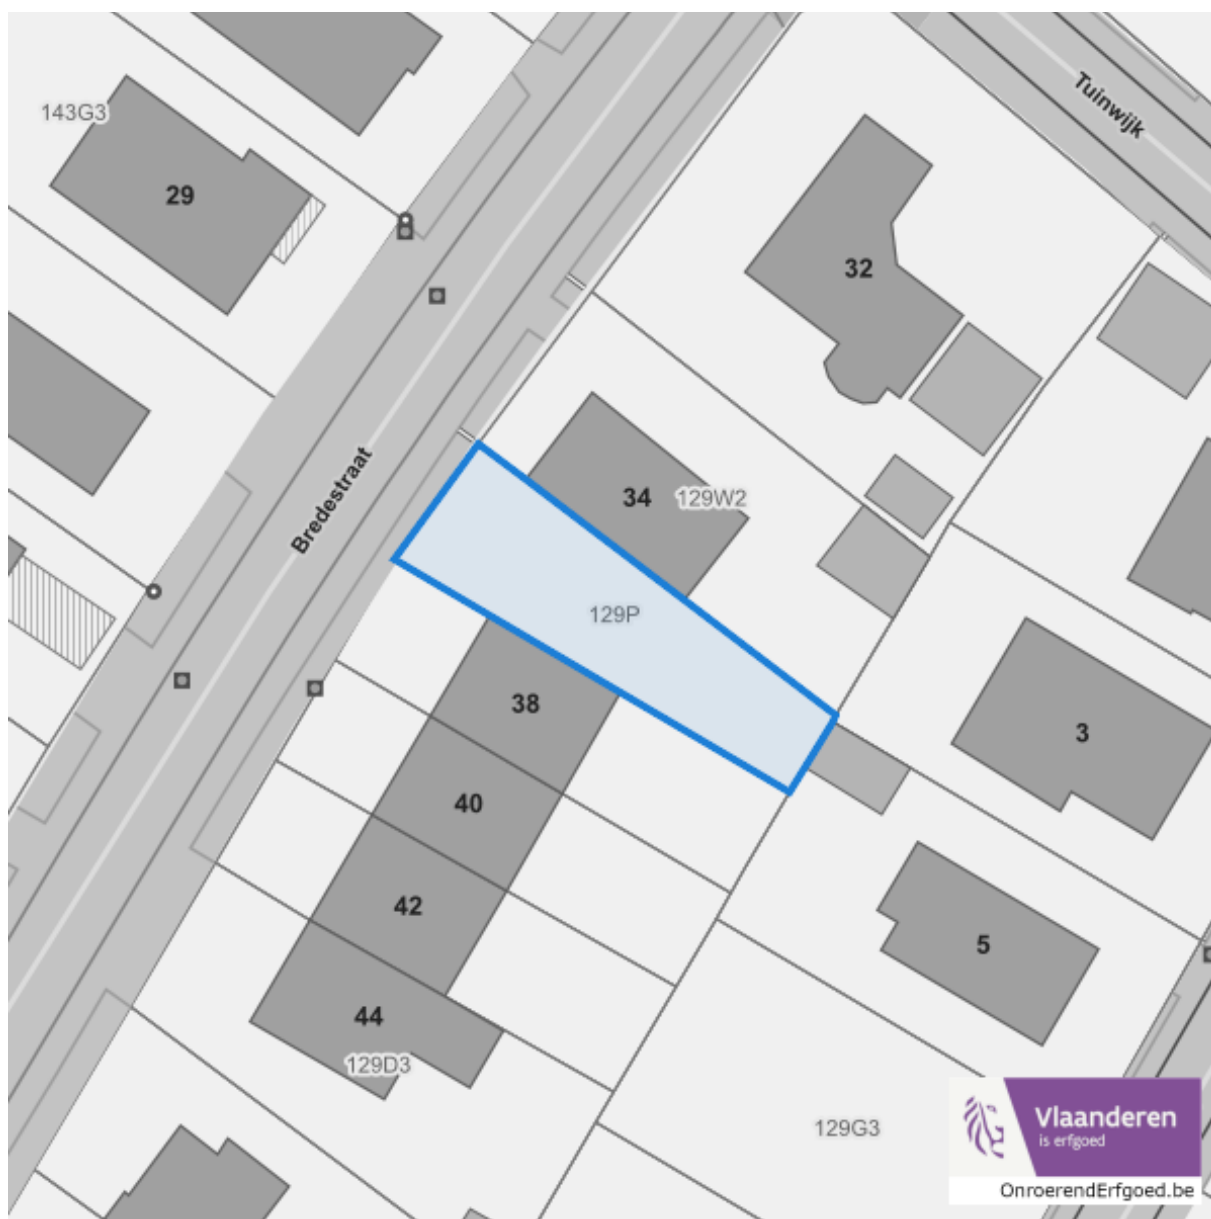 Tuinwijk
143G3
29
32
Bredestraat
34
129W2
129P
38
3
40
42
5
44
129D3
129G3
Vlaanderen
is erfgoed
OnroerendErfgoed.be